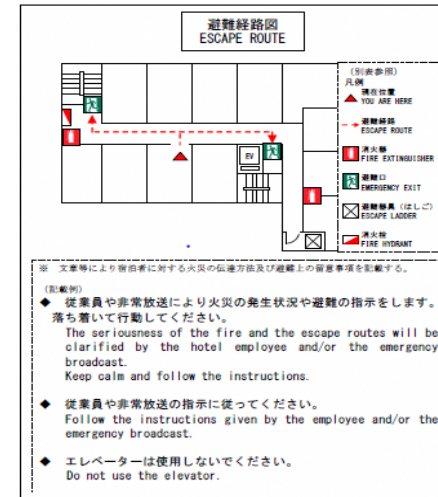 避難経路図
ESCAPE ROUTE
(別表参照)
凡例
現在位置
YOU ARE HERE
避難経路
ESCAPE ROUTE
消火器
FIRE EXTINGUISHER
避難口
EMERGENCY EXIT
避難器具(はしご)
ESCAPE LADDER
消火栓
FIRE HYDRANT
EV
※ 文章等により宿泊者に対する火災の伝達方法及び避難上の留意事項を記載する。
(記載例)
◆ 従業員や非常放送により火災の発生状況や避難の指示をします。
落ち着いて行動してください。
The seriousness of the fire and the escape routes will be
clarified by the hotel employee and/or the emergency
broadcast.
Keep calm and follow the instructions.
◆ 従業員や非常放送の指示に従ってください。
Follow the instructions given by the employee and/or the
emergency broadcast.
◆ エレベーターは使用しないでください。
Do not use the elevator.